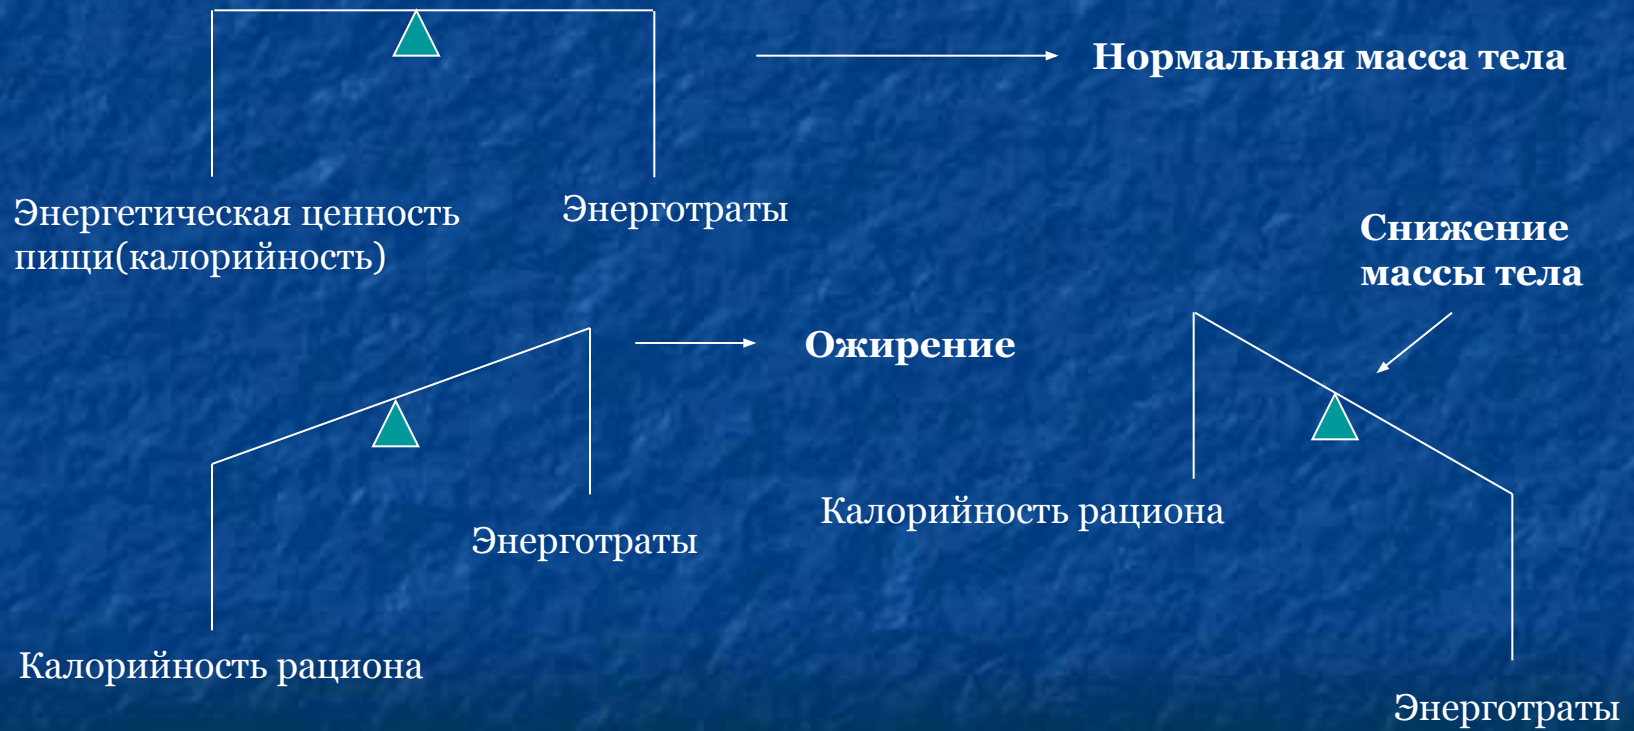 Нормальная масса тела
Энергетическая ценность
пищи(калорийность)
Энерготраты
Снижение
массы тела
Ожирение
Энерготраты
Калорийность рациона
Калорийность рациона
Энерготраты